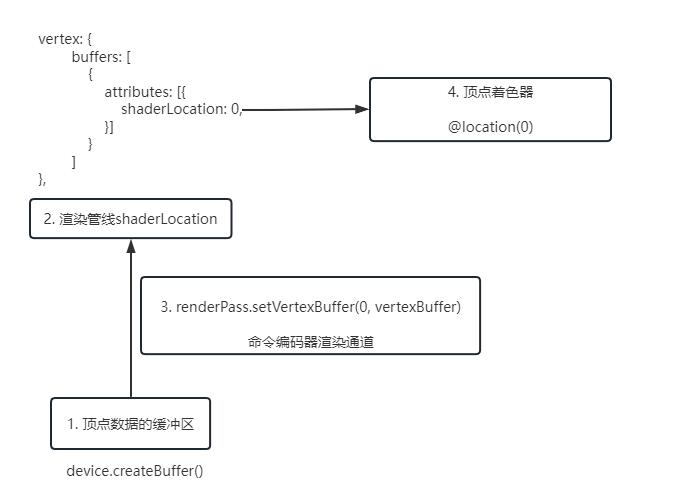 vertex: {
buffers: [
{
attributes: [{
shaderLocation: 0,
}]
}
]
},
4. 顶点着色器
@location(0)
2. 渲染管线shaderLocation
3. renderPass.setVertexBuffer(0, vertexBuffer)
命令编码器渲染通道
1. 顶点数据的缓冲区
device.createBuffer()